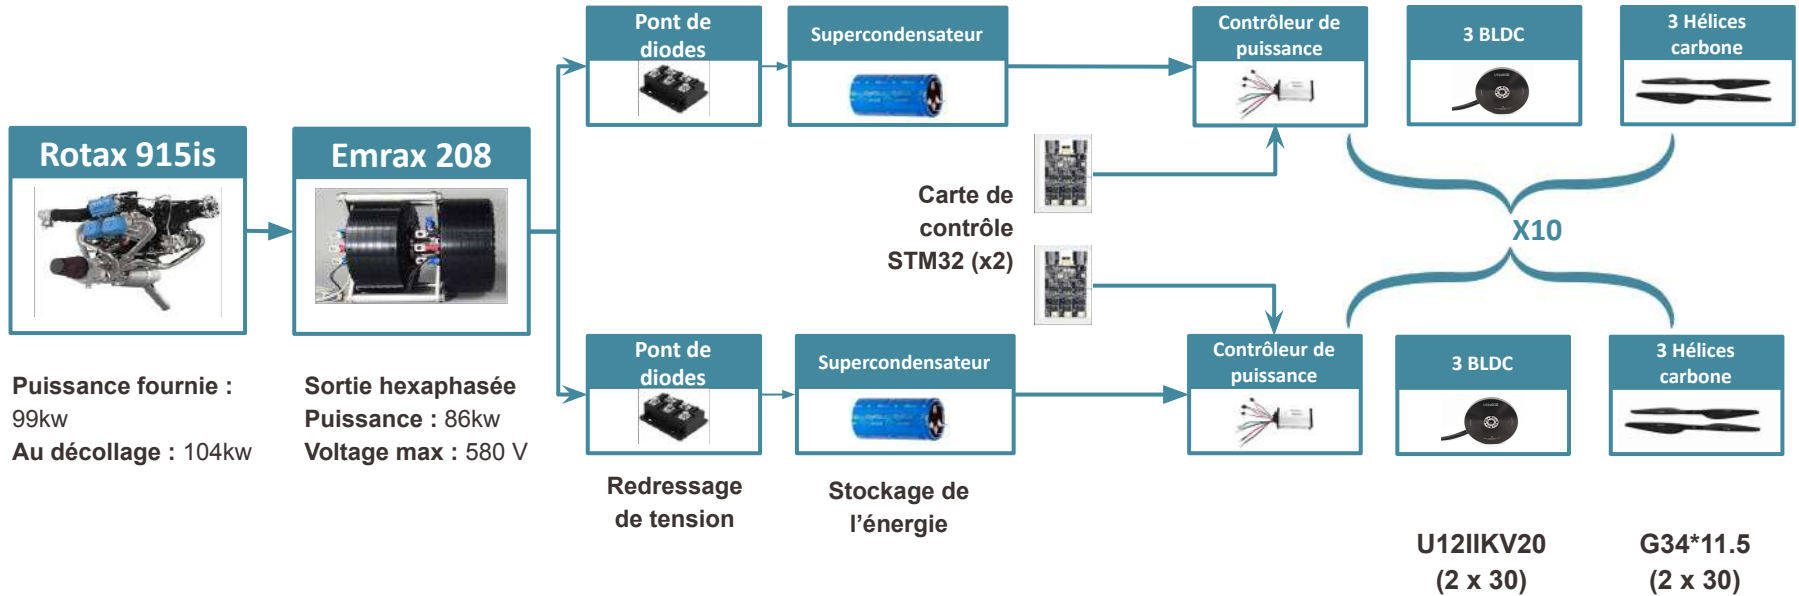 Rotax 915is
Puissance fournie :
99kw
Au décollage : 104kw
Emrax 208
Sortie hexaphasée
Puissance : 86kw
Voltage max : 580 V
Pont de
diodes
Supercondensateur
Contrôleur de
puissance
3 BLDC
3 Hélices
carbone
Carte de
contrôle
STM32 (x2)
X10
Pont de
diodes
Supercondensateur
Contrôleur de
puissance
3 BLDC
3 Hélices
carbone
Redressage
de tension
Stockage de
l'énergie
U12IIKV20
(2 x 30)
G34*11.5
(2 x 30)